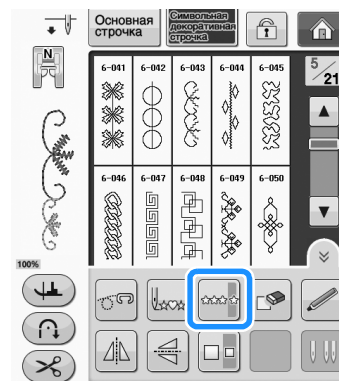 Основная
строчка
Символьная
декоративная
строчка
N
6-041 6-042 6-043 6-044 6-045
5/21
6-046 6-047 6-048 6-049 6-050
100%